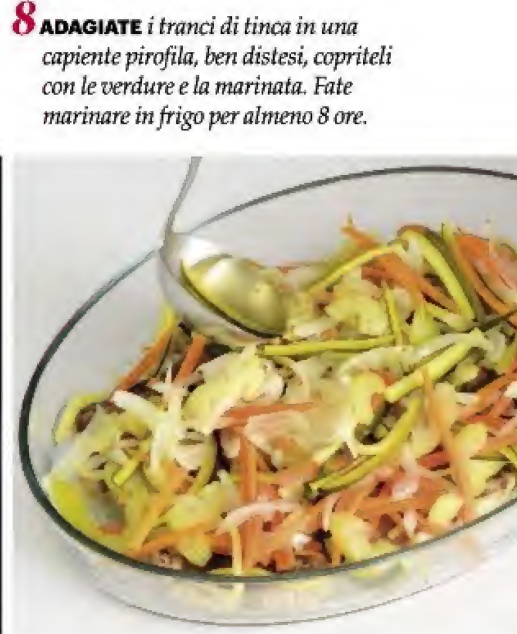 8 ADAGIATE i tranci di tinca in una
capiente pirofila, ben distesi, copriteli
con le verdure e la marinata. Fate
marinare in frigo per almeno 8 ore.